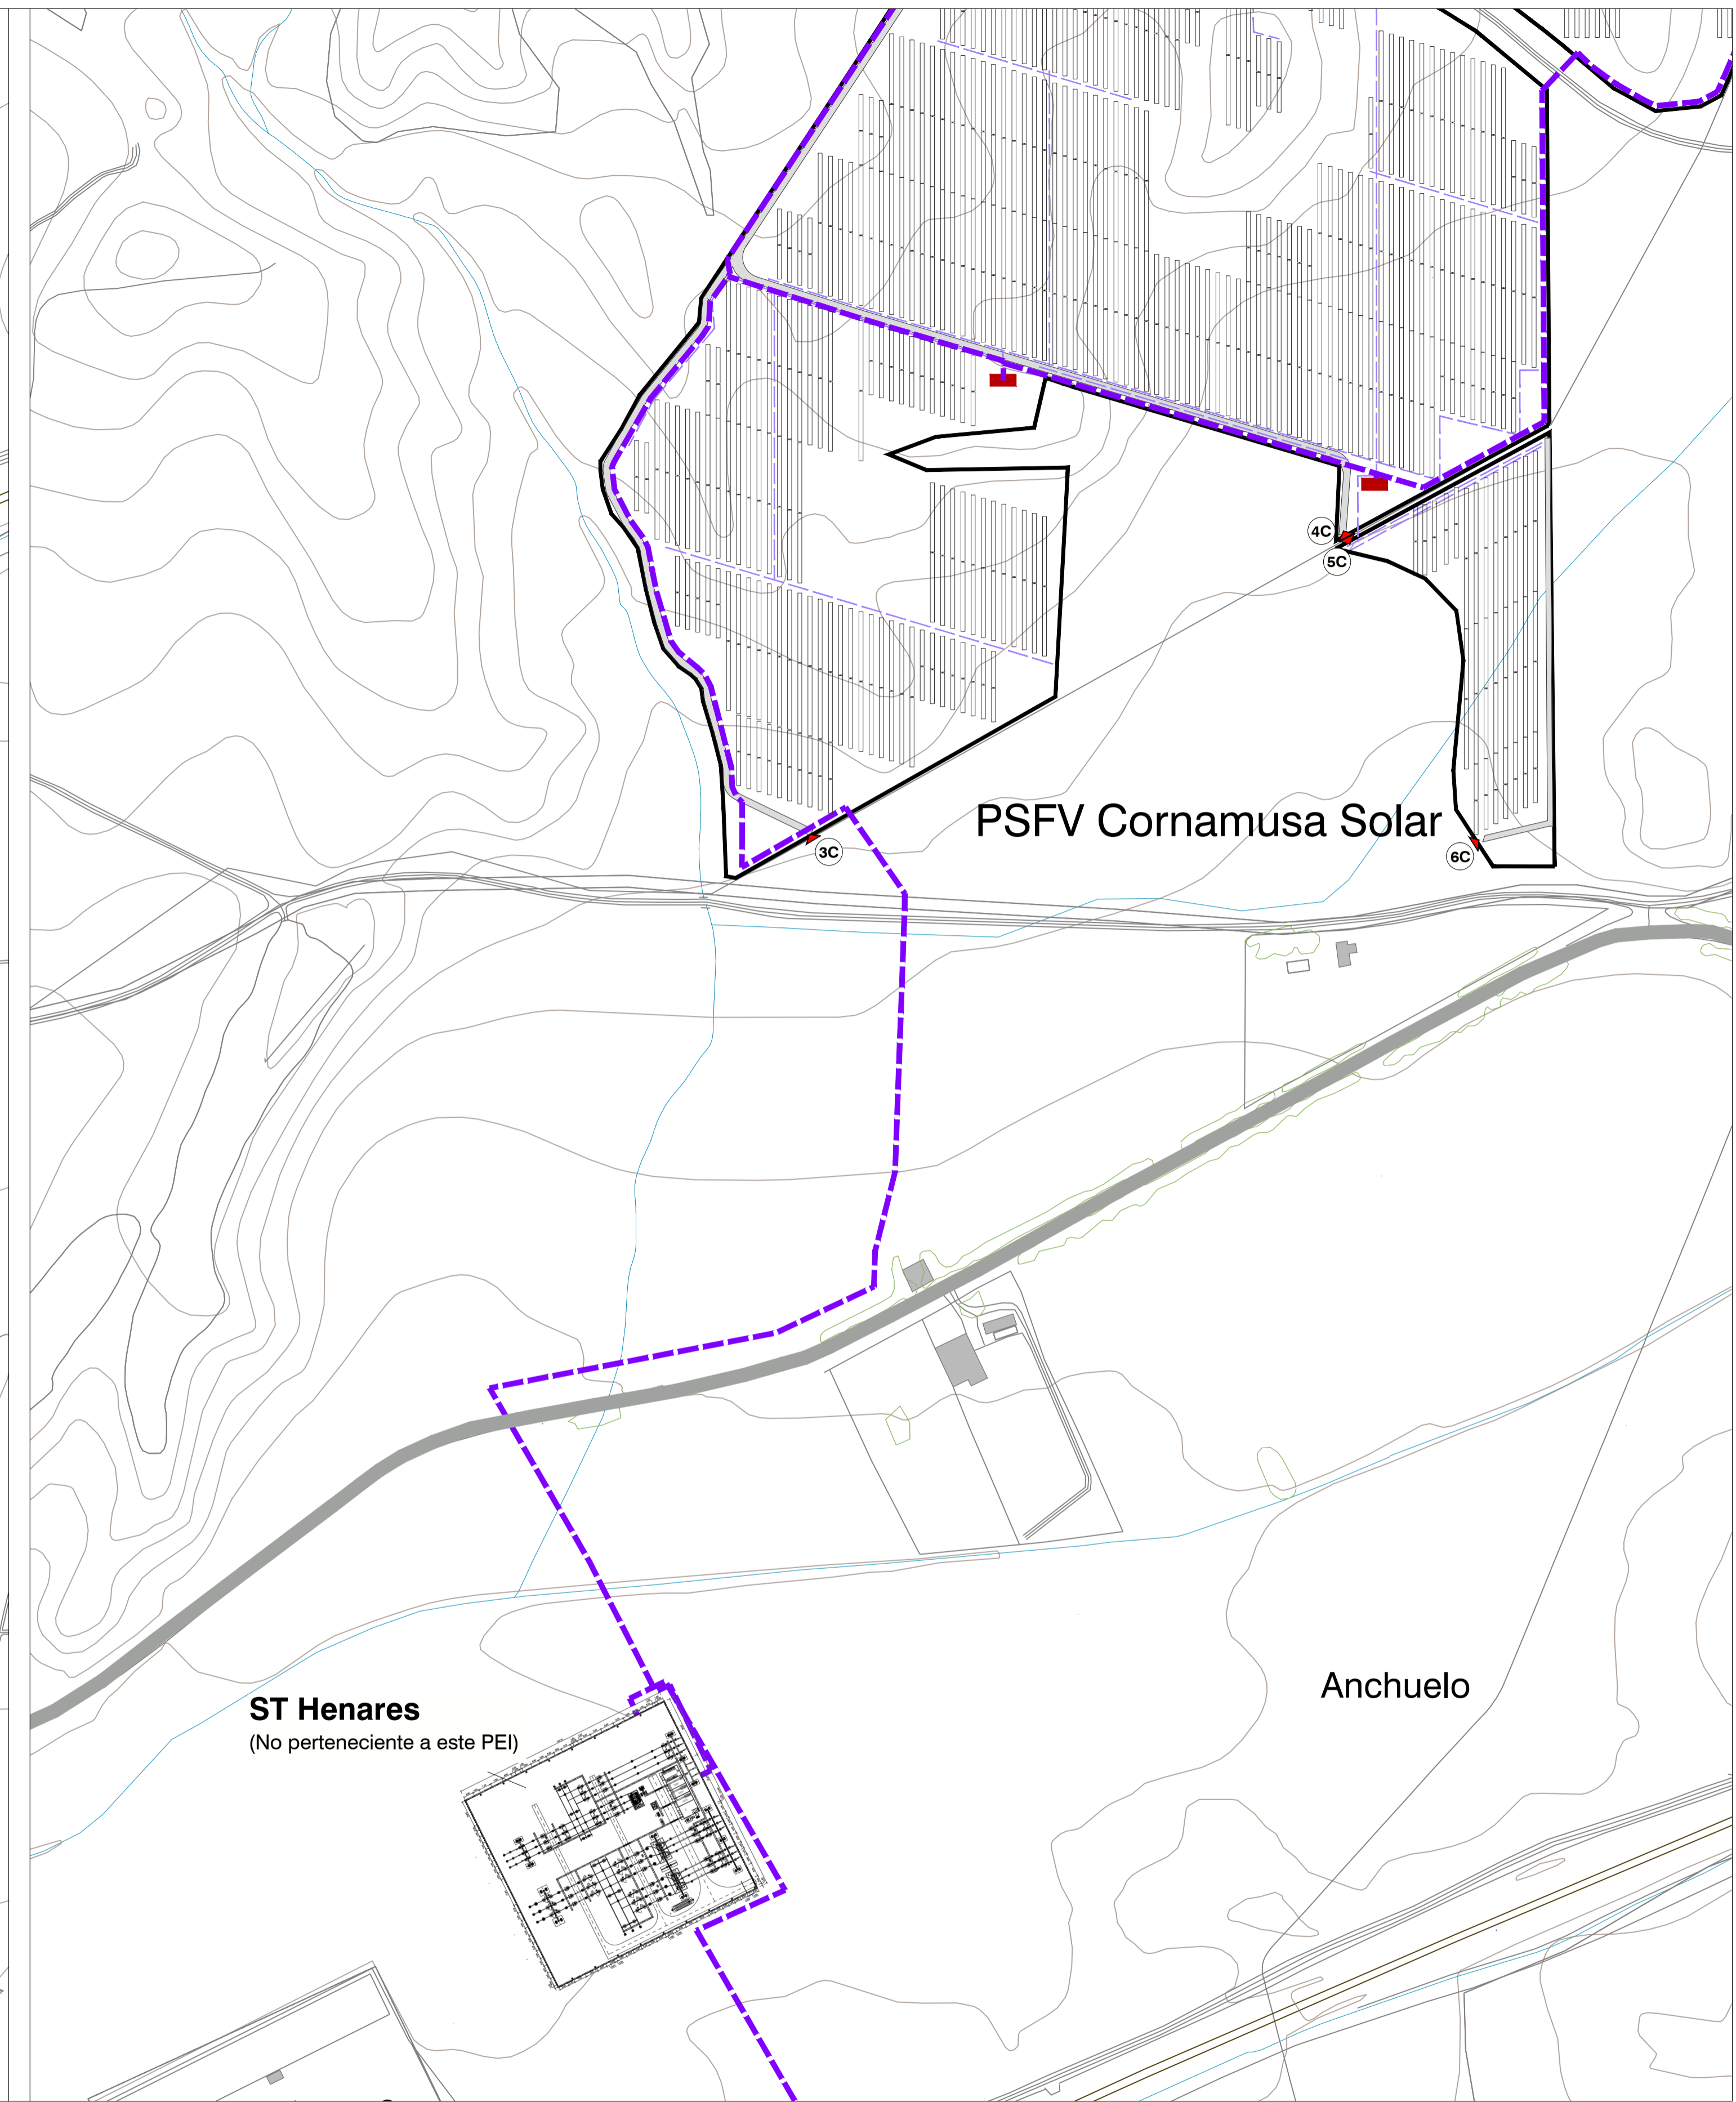 4C
5C
PSFV Cornamusa Solar
3C
6C
Anchuelo
ST Henares
(No perteneciente a este PEI)